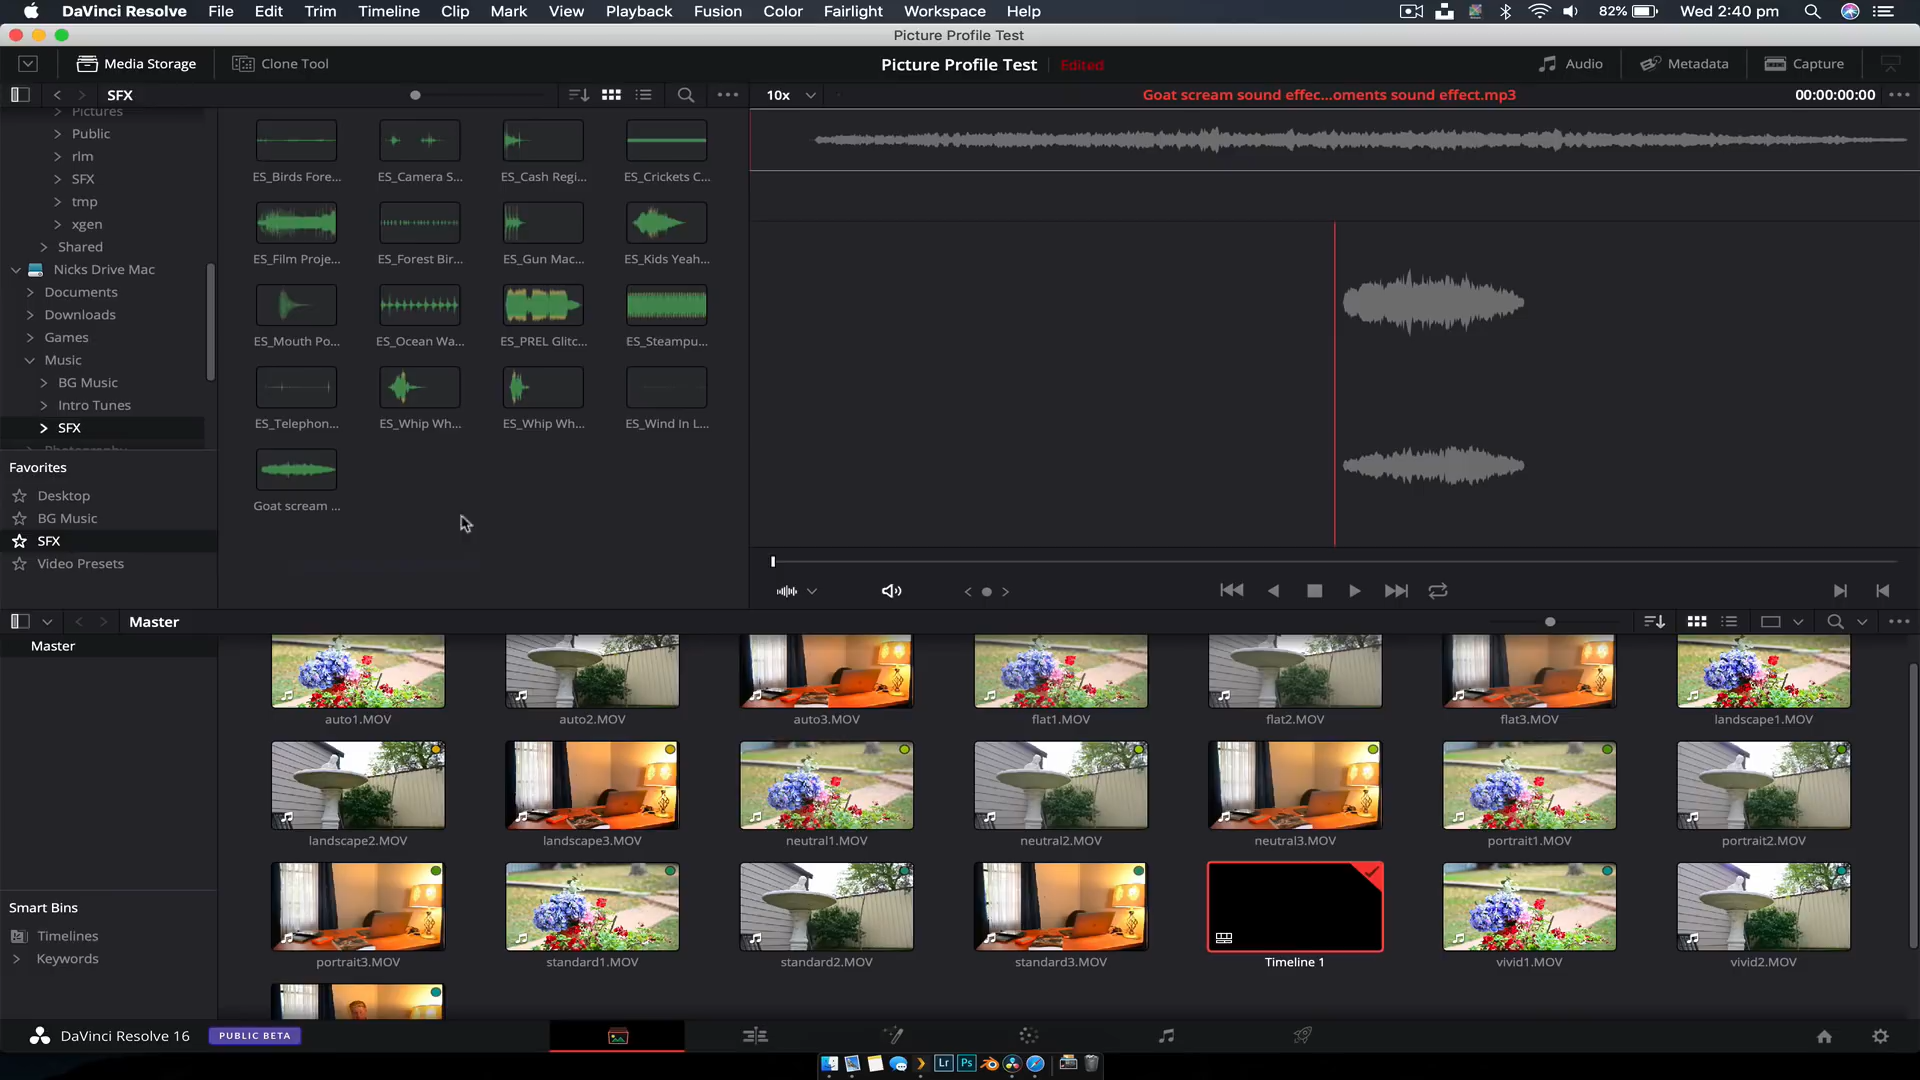 DaVinci Resolve File Edit Trim Timeline Clip Mark View Playback Fusion Color Fairlight Workspace Help 82% Wed 2:40 pm
Picture Profile Test
Media Storage Clone Tool Picture Profile Test Edited Audio Metadata Capture
SFX 10x Goat scream sound effec...oments sound effect.mp3 00:00:00:00
Pictures
Public
rlm
SFX
tmp
xgen
Shared
Nicks Drive Mac
Documents
Downloads
Games
Music
BG Music
Intro Tunes
SFX
Photography
Favorites
Desktop
BG Music
SFX
Video Presets
ES_Birds Fore... ES_Camera S... ES_Cash Regi... ES_Crickets C...
ES_Film Proje... ES_Forest Bir... ES_Gun Mac... ES_Kids Yeah...
ES_Mouth Po... ES_Ocean Wa... ES_PREL Glitc... ES_Steampu...
ES_Telephon... ES_Whip Wh... ES_Whip Wh... ES_Wind In L...
Goat scream ...
Master
Master
auto1.MOV auto2.MOV auto3.MOV flat1.MOV flat2.MOV flat3.MOV landscape1.MOV
landscape2.MOV landscape3.MOV neutral1.MOV neutral2.MOV neutral3.MOV portrait1.MOV portrait2.MOV
portrait3.MOV standard1.MOV standard2.MOV standard3.MOV Timeline 1 vivid1.MOV vivid2.MOV
Smart Bins
Timelines
Keywords
DaVinci Resolve 16 PUBLIC BETA
Lr Ps